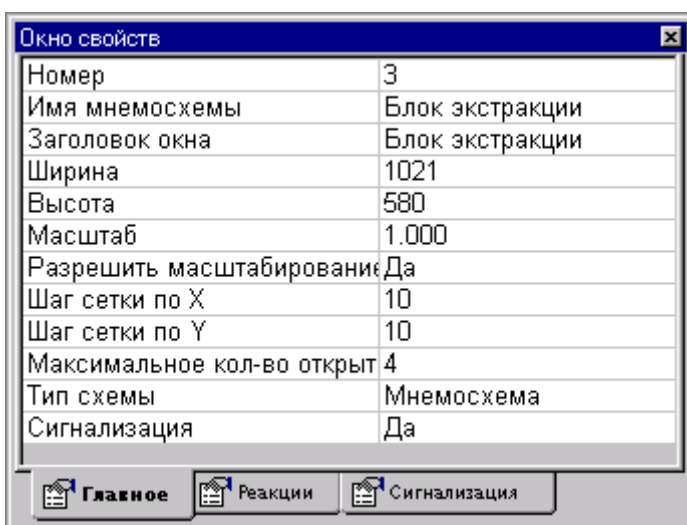 Окно свойств
Номер 3
Имя мнемосхемы Блок экстракции
Заголовок окна Блок экстракции
Ширина 1021
Высота 580
Масштаб 1.000
Разрешить масштабирование Да
Шаг сетки по X 10
Шаг сетки по Y 10
Максимальное кол-во открыт 4
Тип схемы Мнемосхема
Сигнализация Да
Главное Реакции Сигнализация